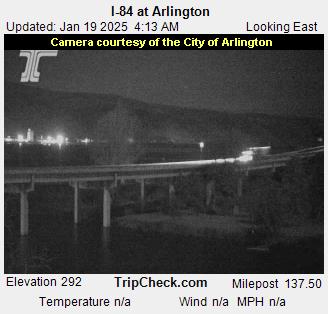 I-84 at Arlington
Updated: Jan 19 2025 4:13 AM Looking East
Camera courtesy of the City of Arlington
Elevation 292 TripCheck.com Milepost 137.50
Temperature n/a Wind n/a MPH n/a